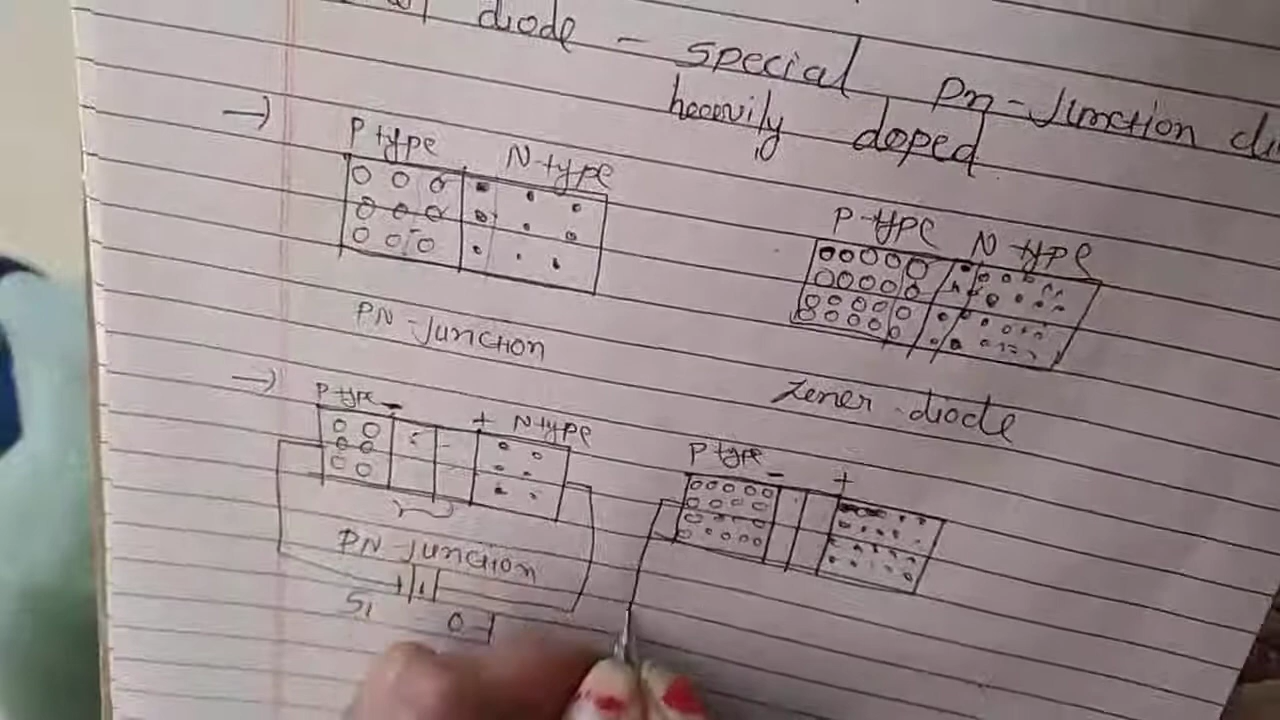 diode - special Pn-Junction
heavily doped
P type N-type
P-type N type
PN-Junction
Zener diode
P type - + N-type
P type - +
PN Junction
Si